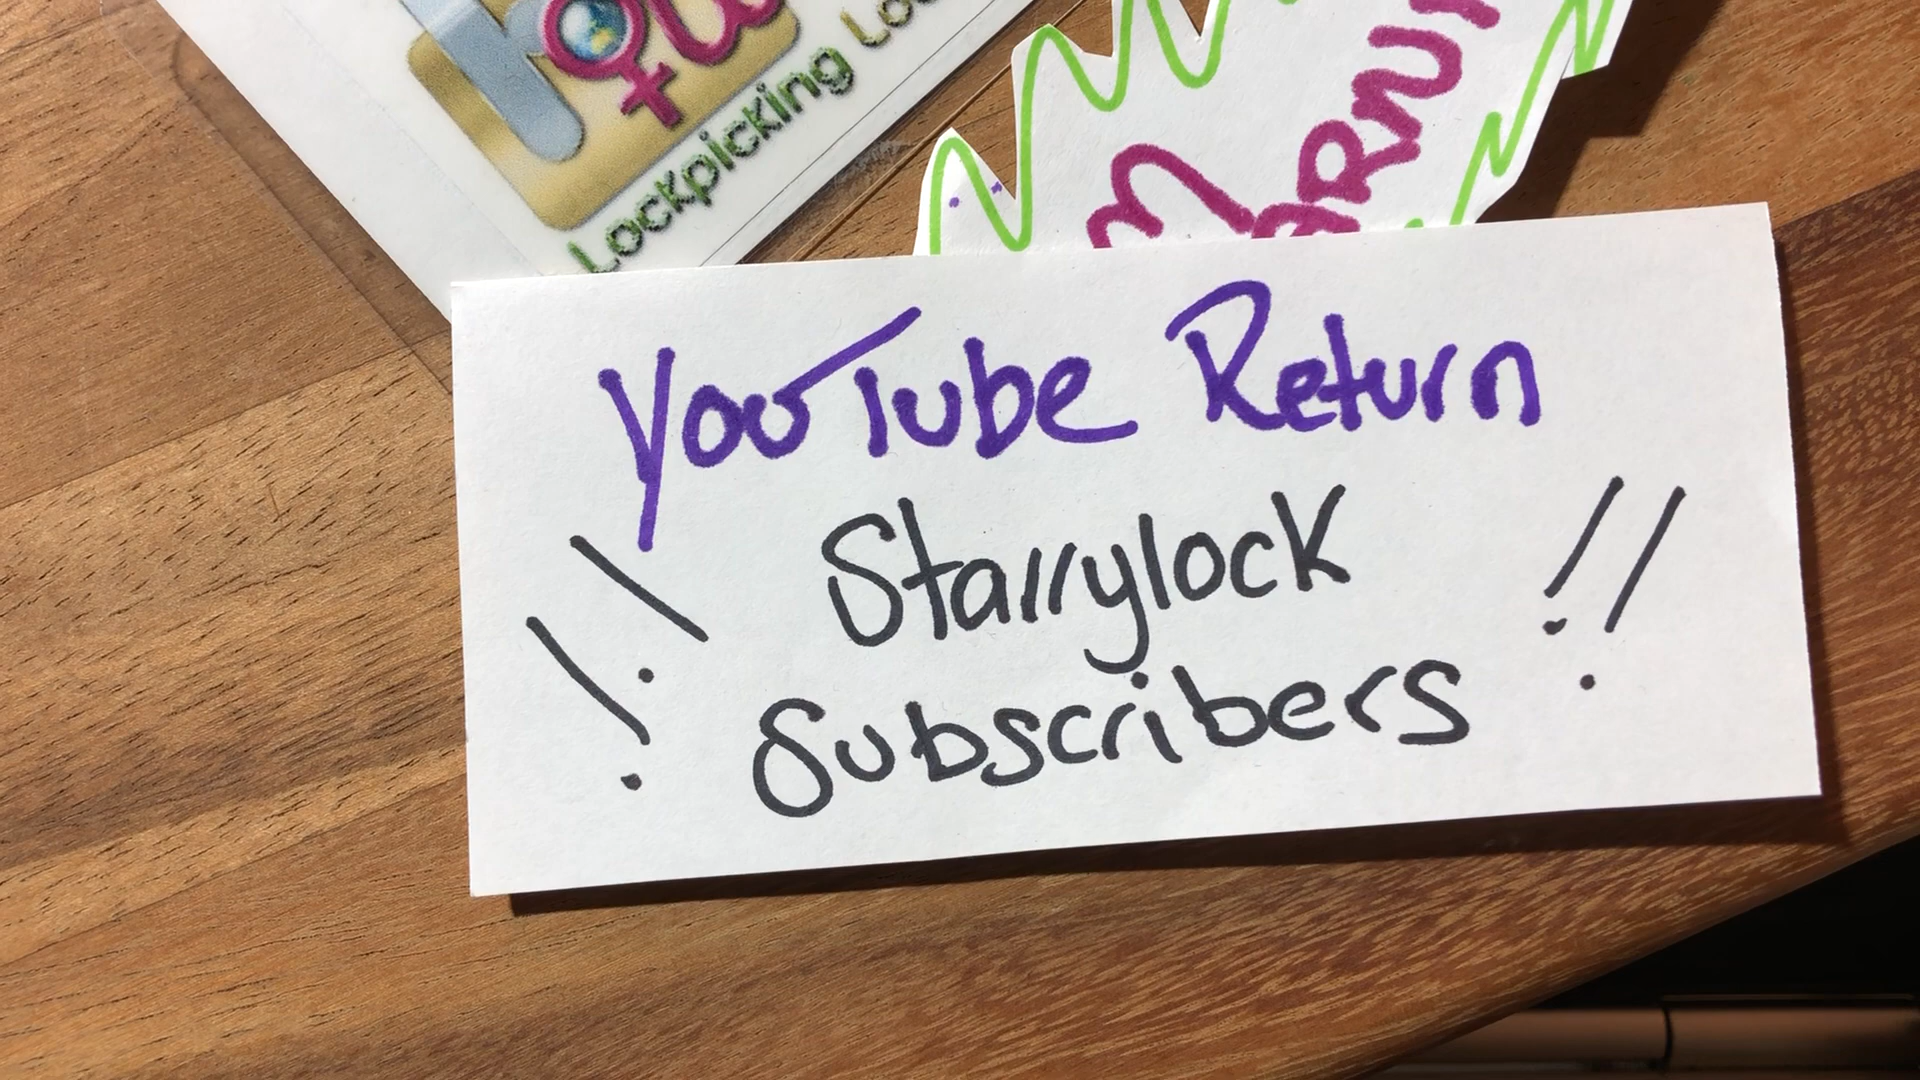 Lockpicking
YouTube Return
Starrylock
Subscribers
!! !!